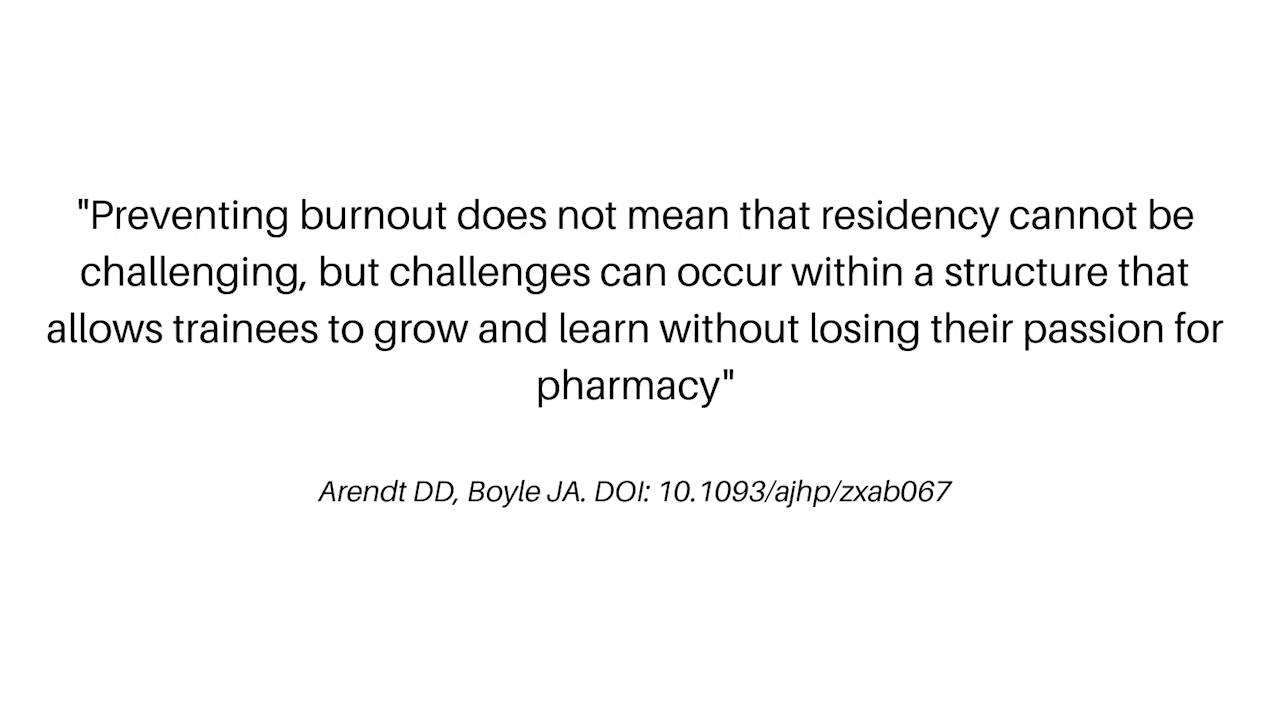 "Preventing burnout does not mean that residency cannot be
challenging, but challenges can occur within a structure that
allows trainees to grow and learn without losing their passion for
pharmacy"
Arendt DD, Boyle JA. DOI: 10.1093/ajhp/zxab067